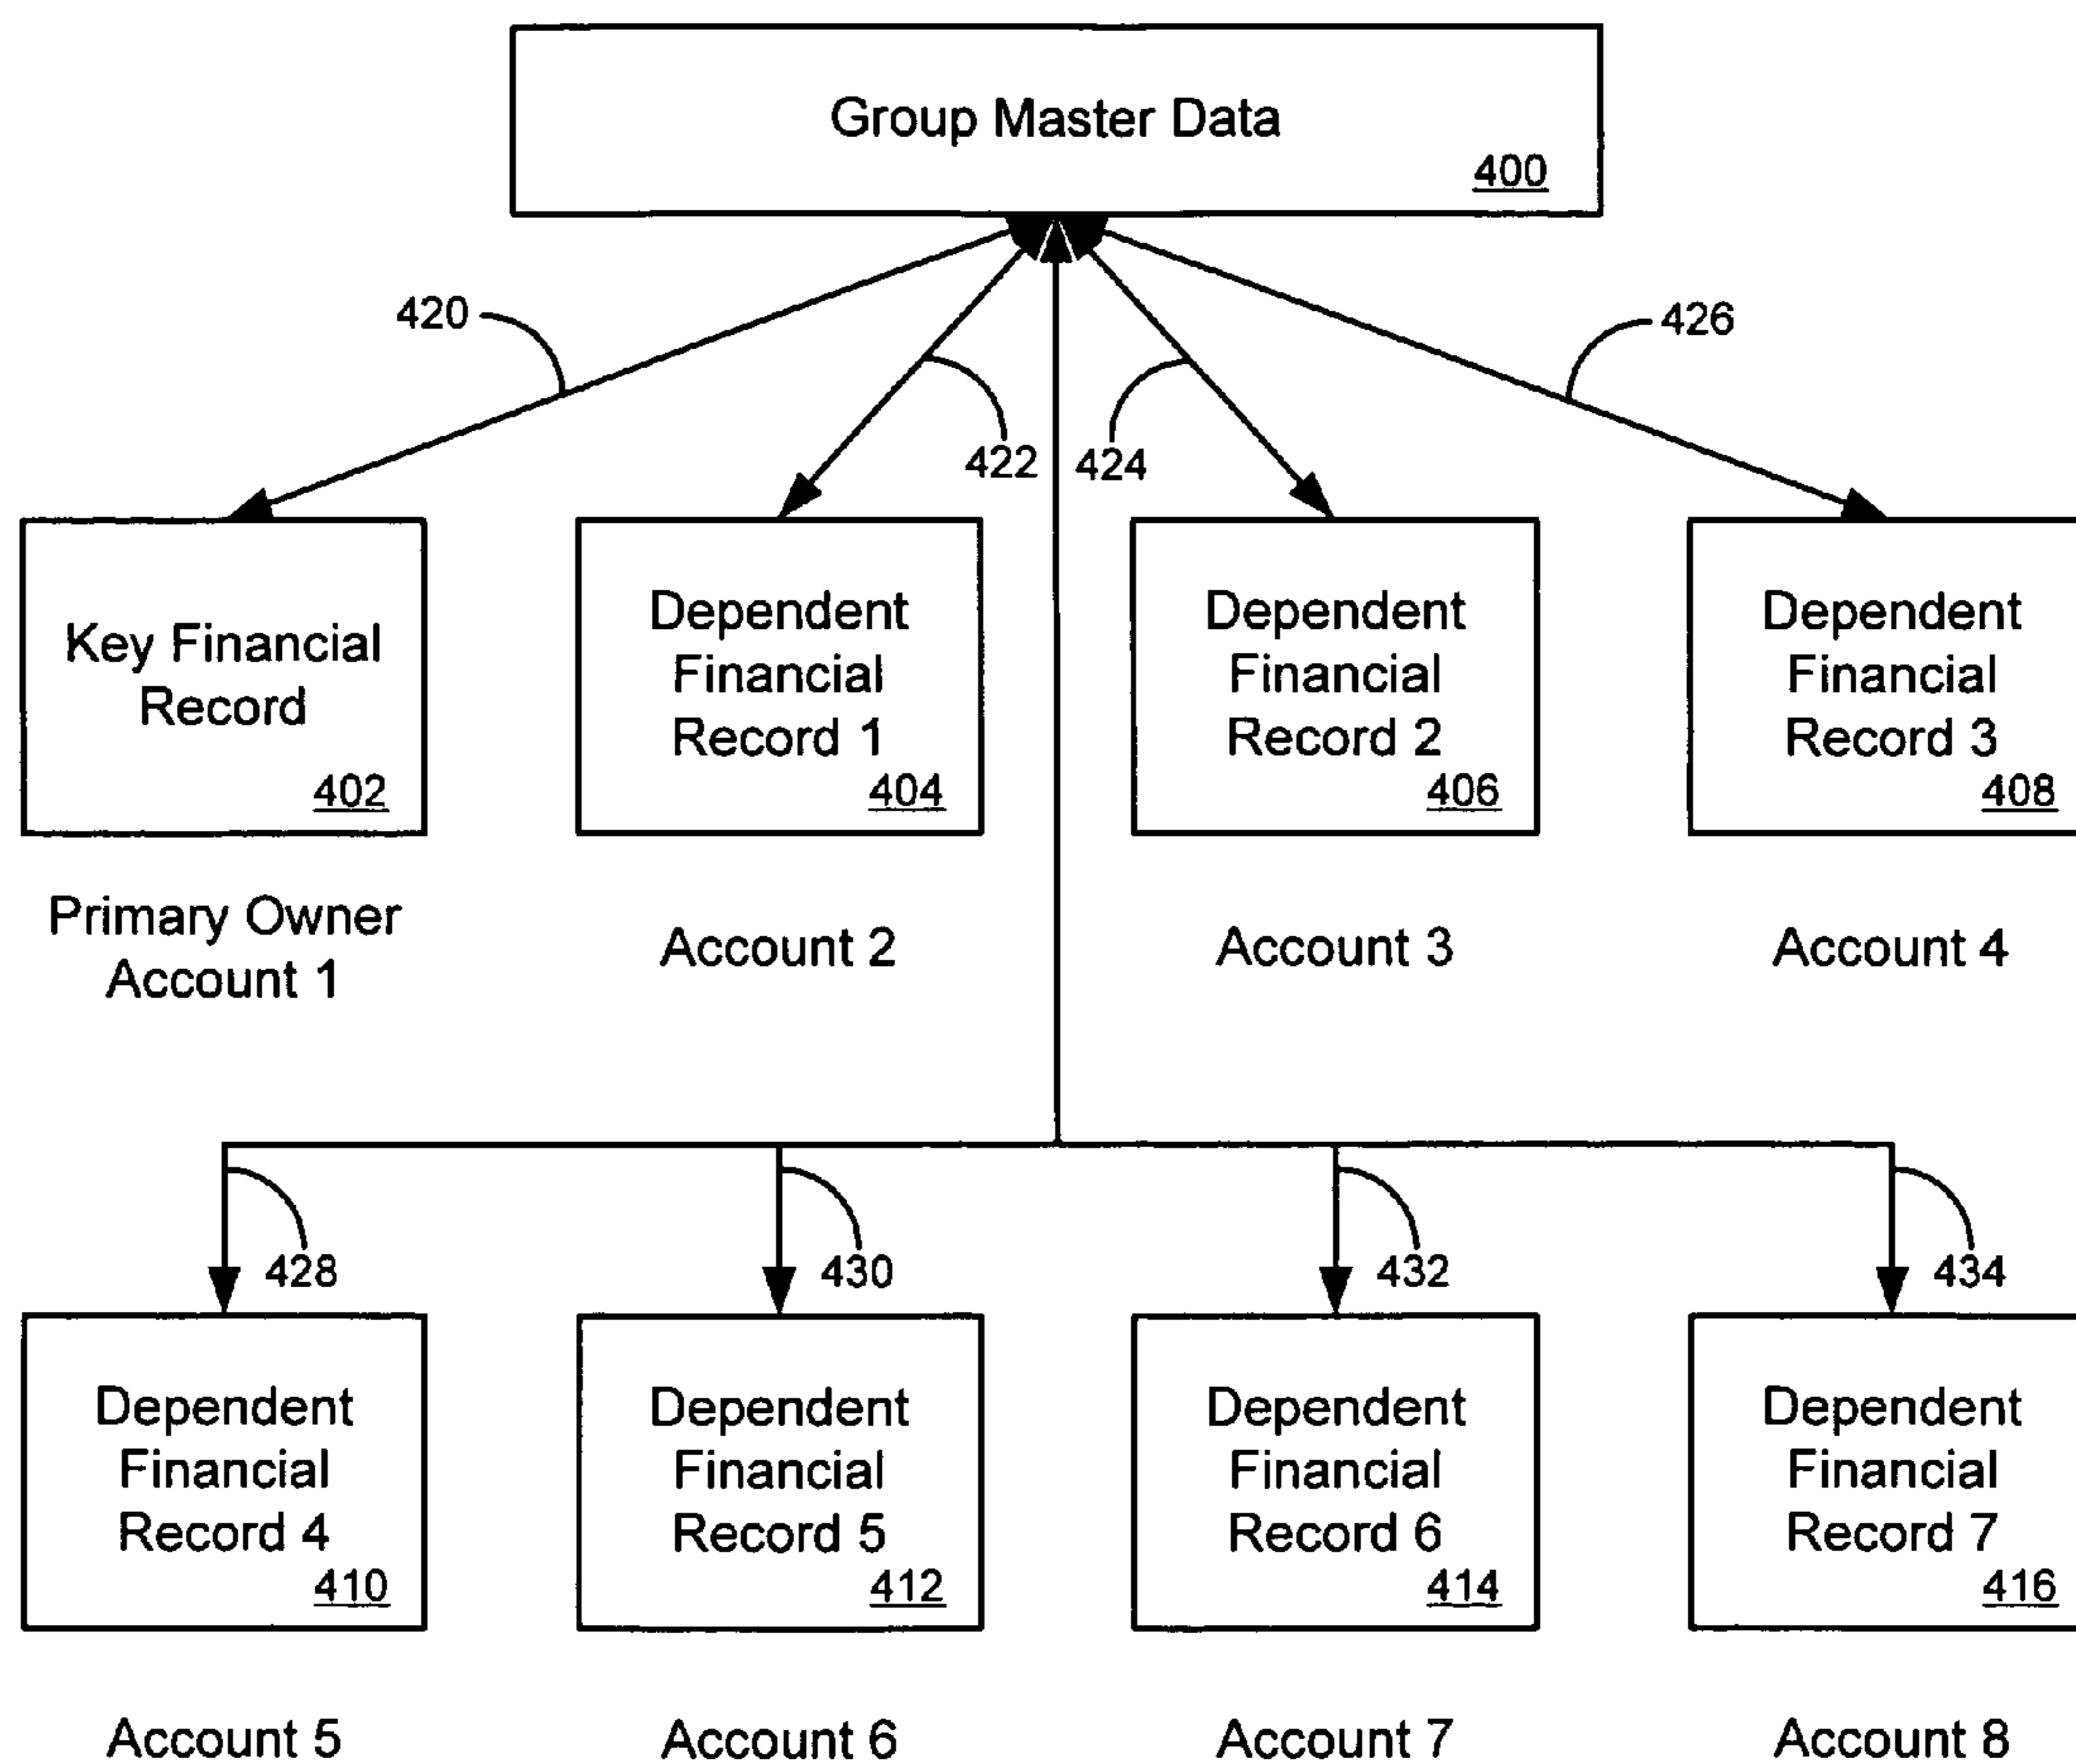 Group Master Data
400
420
426
422
424
Key Financial
Record
402
Dependent
Financial
Record 1
404
Dependent
Financial
Record 2
406
Dependent
Financial
Record 3
408
Primary Owner
Account 1
Account 2
Account 3
Account 4
428
430
432
434
Dependent
Financial
Record 4
410
Dependent
Financial
Record 5
412
Dependent
Financial
Record 6
414
Dependent
Financial
Record 7
416
Account 5
Account 6
Account 7
Account 8